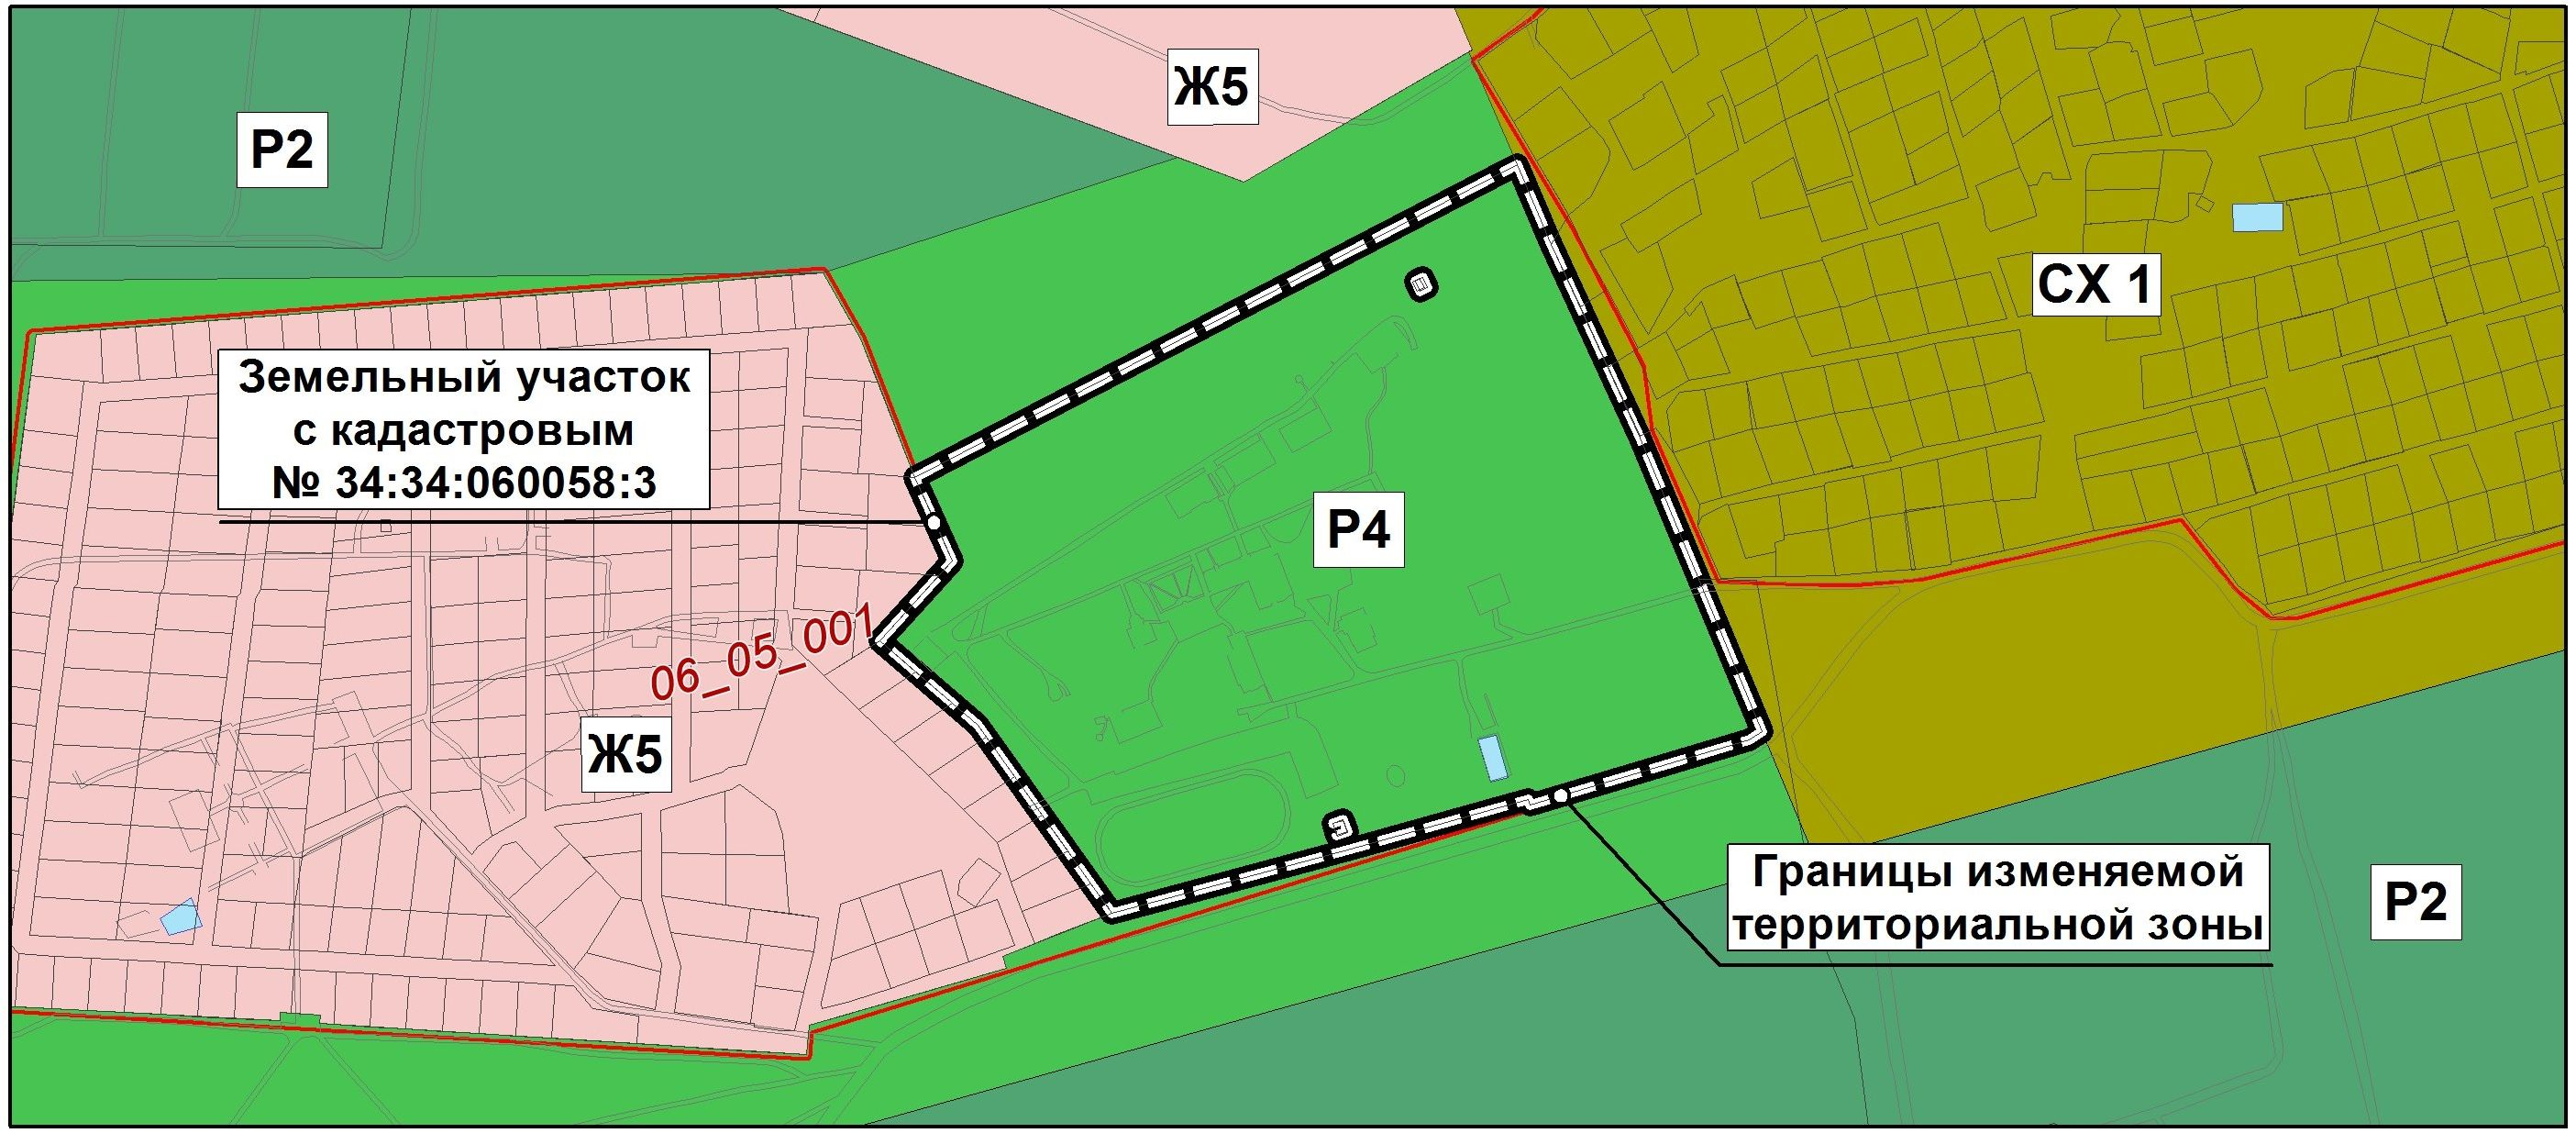 Ж5
Р2
СХ 1
Земельный участок
с кадастровым
№ 34:34:060058:3
Р4
06_05_001
Ж5
Границы изменяемой
территориальной зоны
Р2